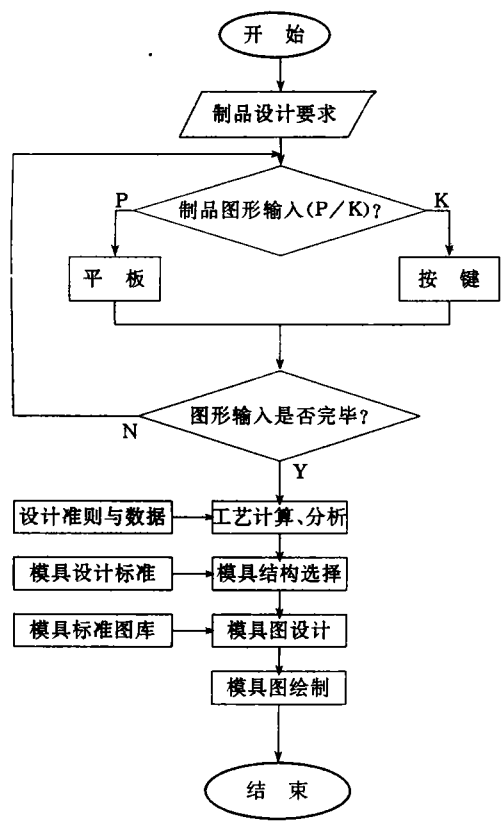 开 始
制品设计要求
制品图形输入(P/K)?
P
K
平 板
按 键
图形输入是否完毕?
N
Y
设计准则与数据
工艺计算、分析
模具设计标准
模具结构选择
模具标准图库
模具图设计
模具图绘制
结 束